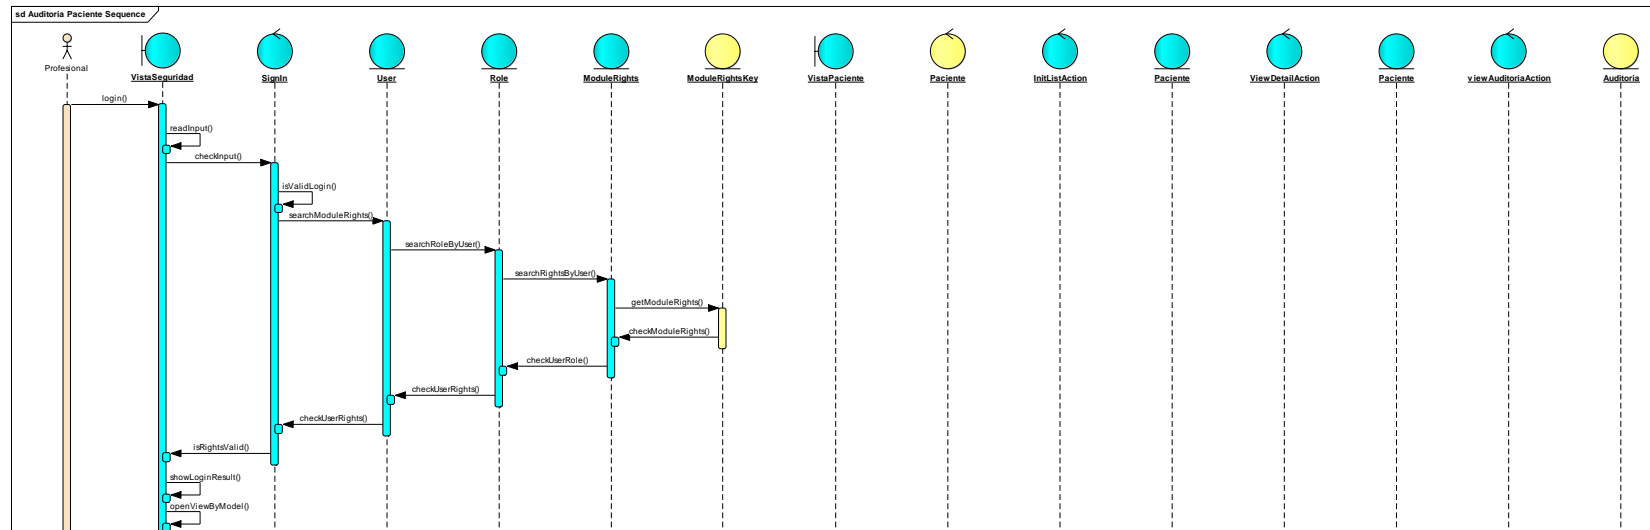 sd Auditoria Paciente Sequence
Profesional
VistaSeguridad
SignIn
User
Role
ModuleRights
ModuleRightsKey
VistaPaciente
Paciente
InitListAction
Paciente
ViewDetailAction
Paciente
viewAuditoriaAction
Auditoria
login()
readInput()
checkInput()
isValidLogin()
searchModuleRights()
searchRoleByUser()
searchRightsByUser()
getModuleRights()
checkModuleRights()
checkUserRole()
checkUserRights()
checkUserRights()
isRightsValid()
showLoginResult()
openViewByModel()